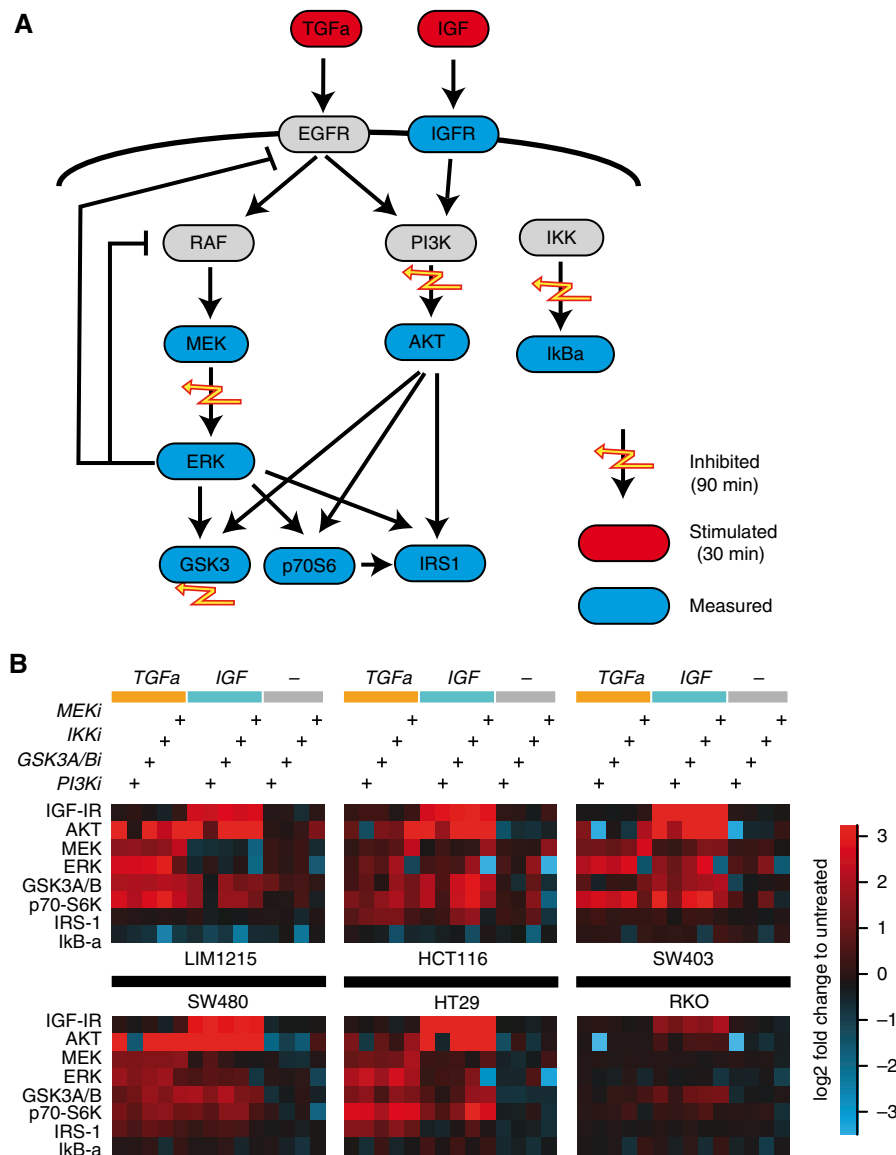 A
TGFa
IGF
EGFR
IGFR
RAF
PI3K
IKK
MEK
AKT
IkBa
ERK
GSK3
p70S6
IRS1
Inhibited
(90 min)
Stimulated
(30 min)
Measured
B
TGFa IGF – TGFa IGF – TGFa IGF –
MEKi + + + + + + + + +
IKKi + + + + + + + + +
GSK3A/Bi + + + + + + + + +
PI3Ki + + + + + + + + +
IGF-IR
AKT
MEK
ERK
GSK3A/B
p70-S6K
IRS-1
IkB-a
LIM1215 HCT116 SW403
SW480 HT29 RKO
IGF-IR
AKT
MEK
ERK
GSK3A/B
p70-S6K
IRS-1
IkB-a
log2 fold change to untreated
3
2
1
0
–1
–2
–3